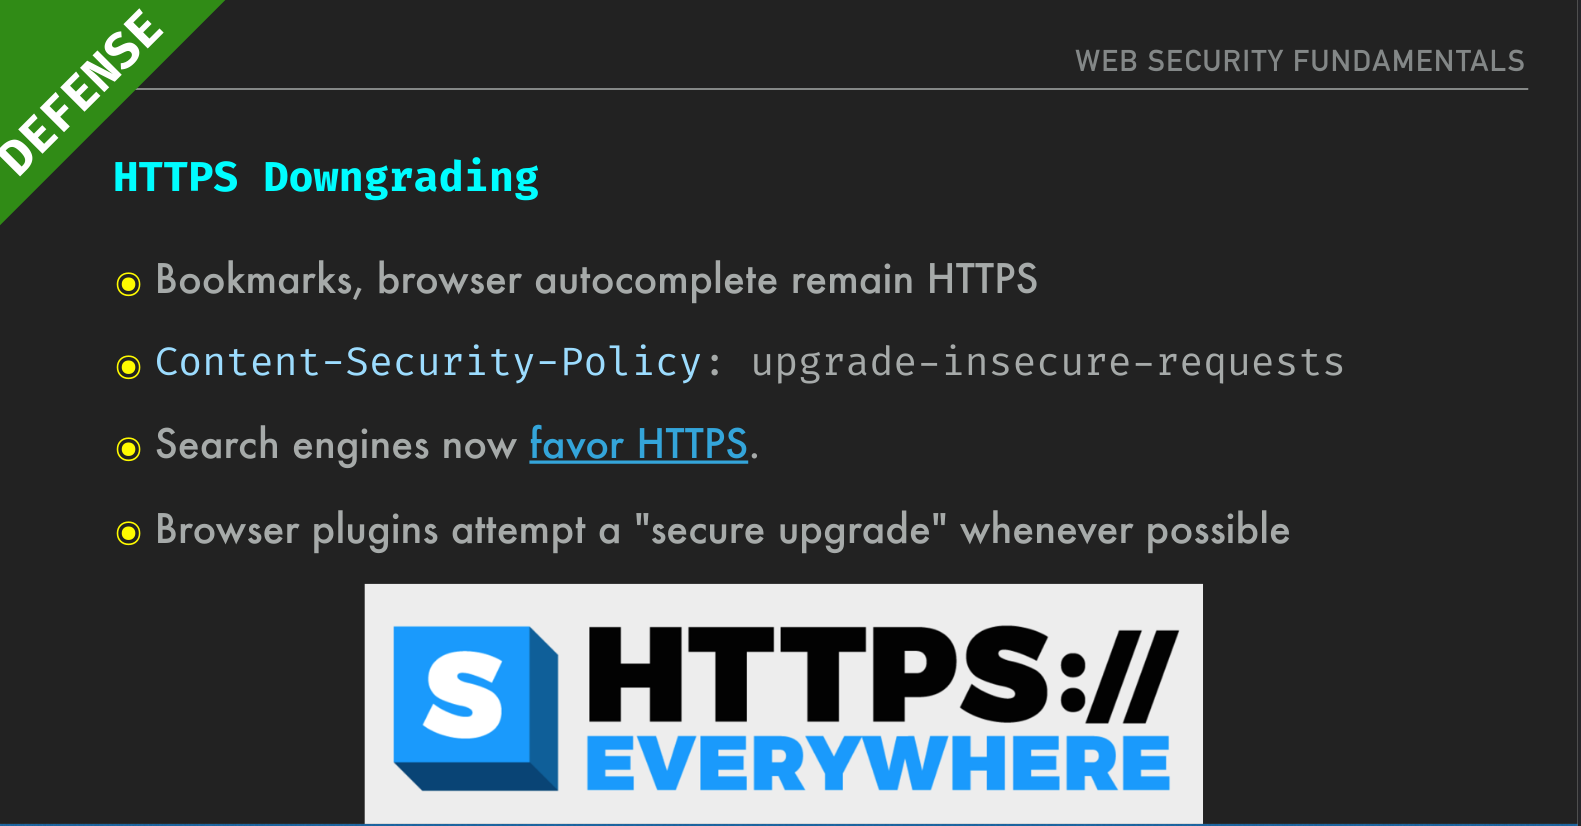 DEFENSE
WEB SECURITY FUNDAMENTALS
HTTPS Downgrading
Bookmarks, browser autocomplete remain HTTPS
Content-Security-Policy: upgrade-insecure-requests
Search engines now favor HTTPS.
Browser plugins attempt a "secure upgrade" whenever possible
S
HTTPS://
EVERYWHERE